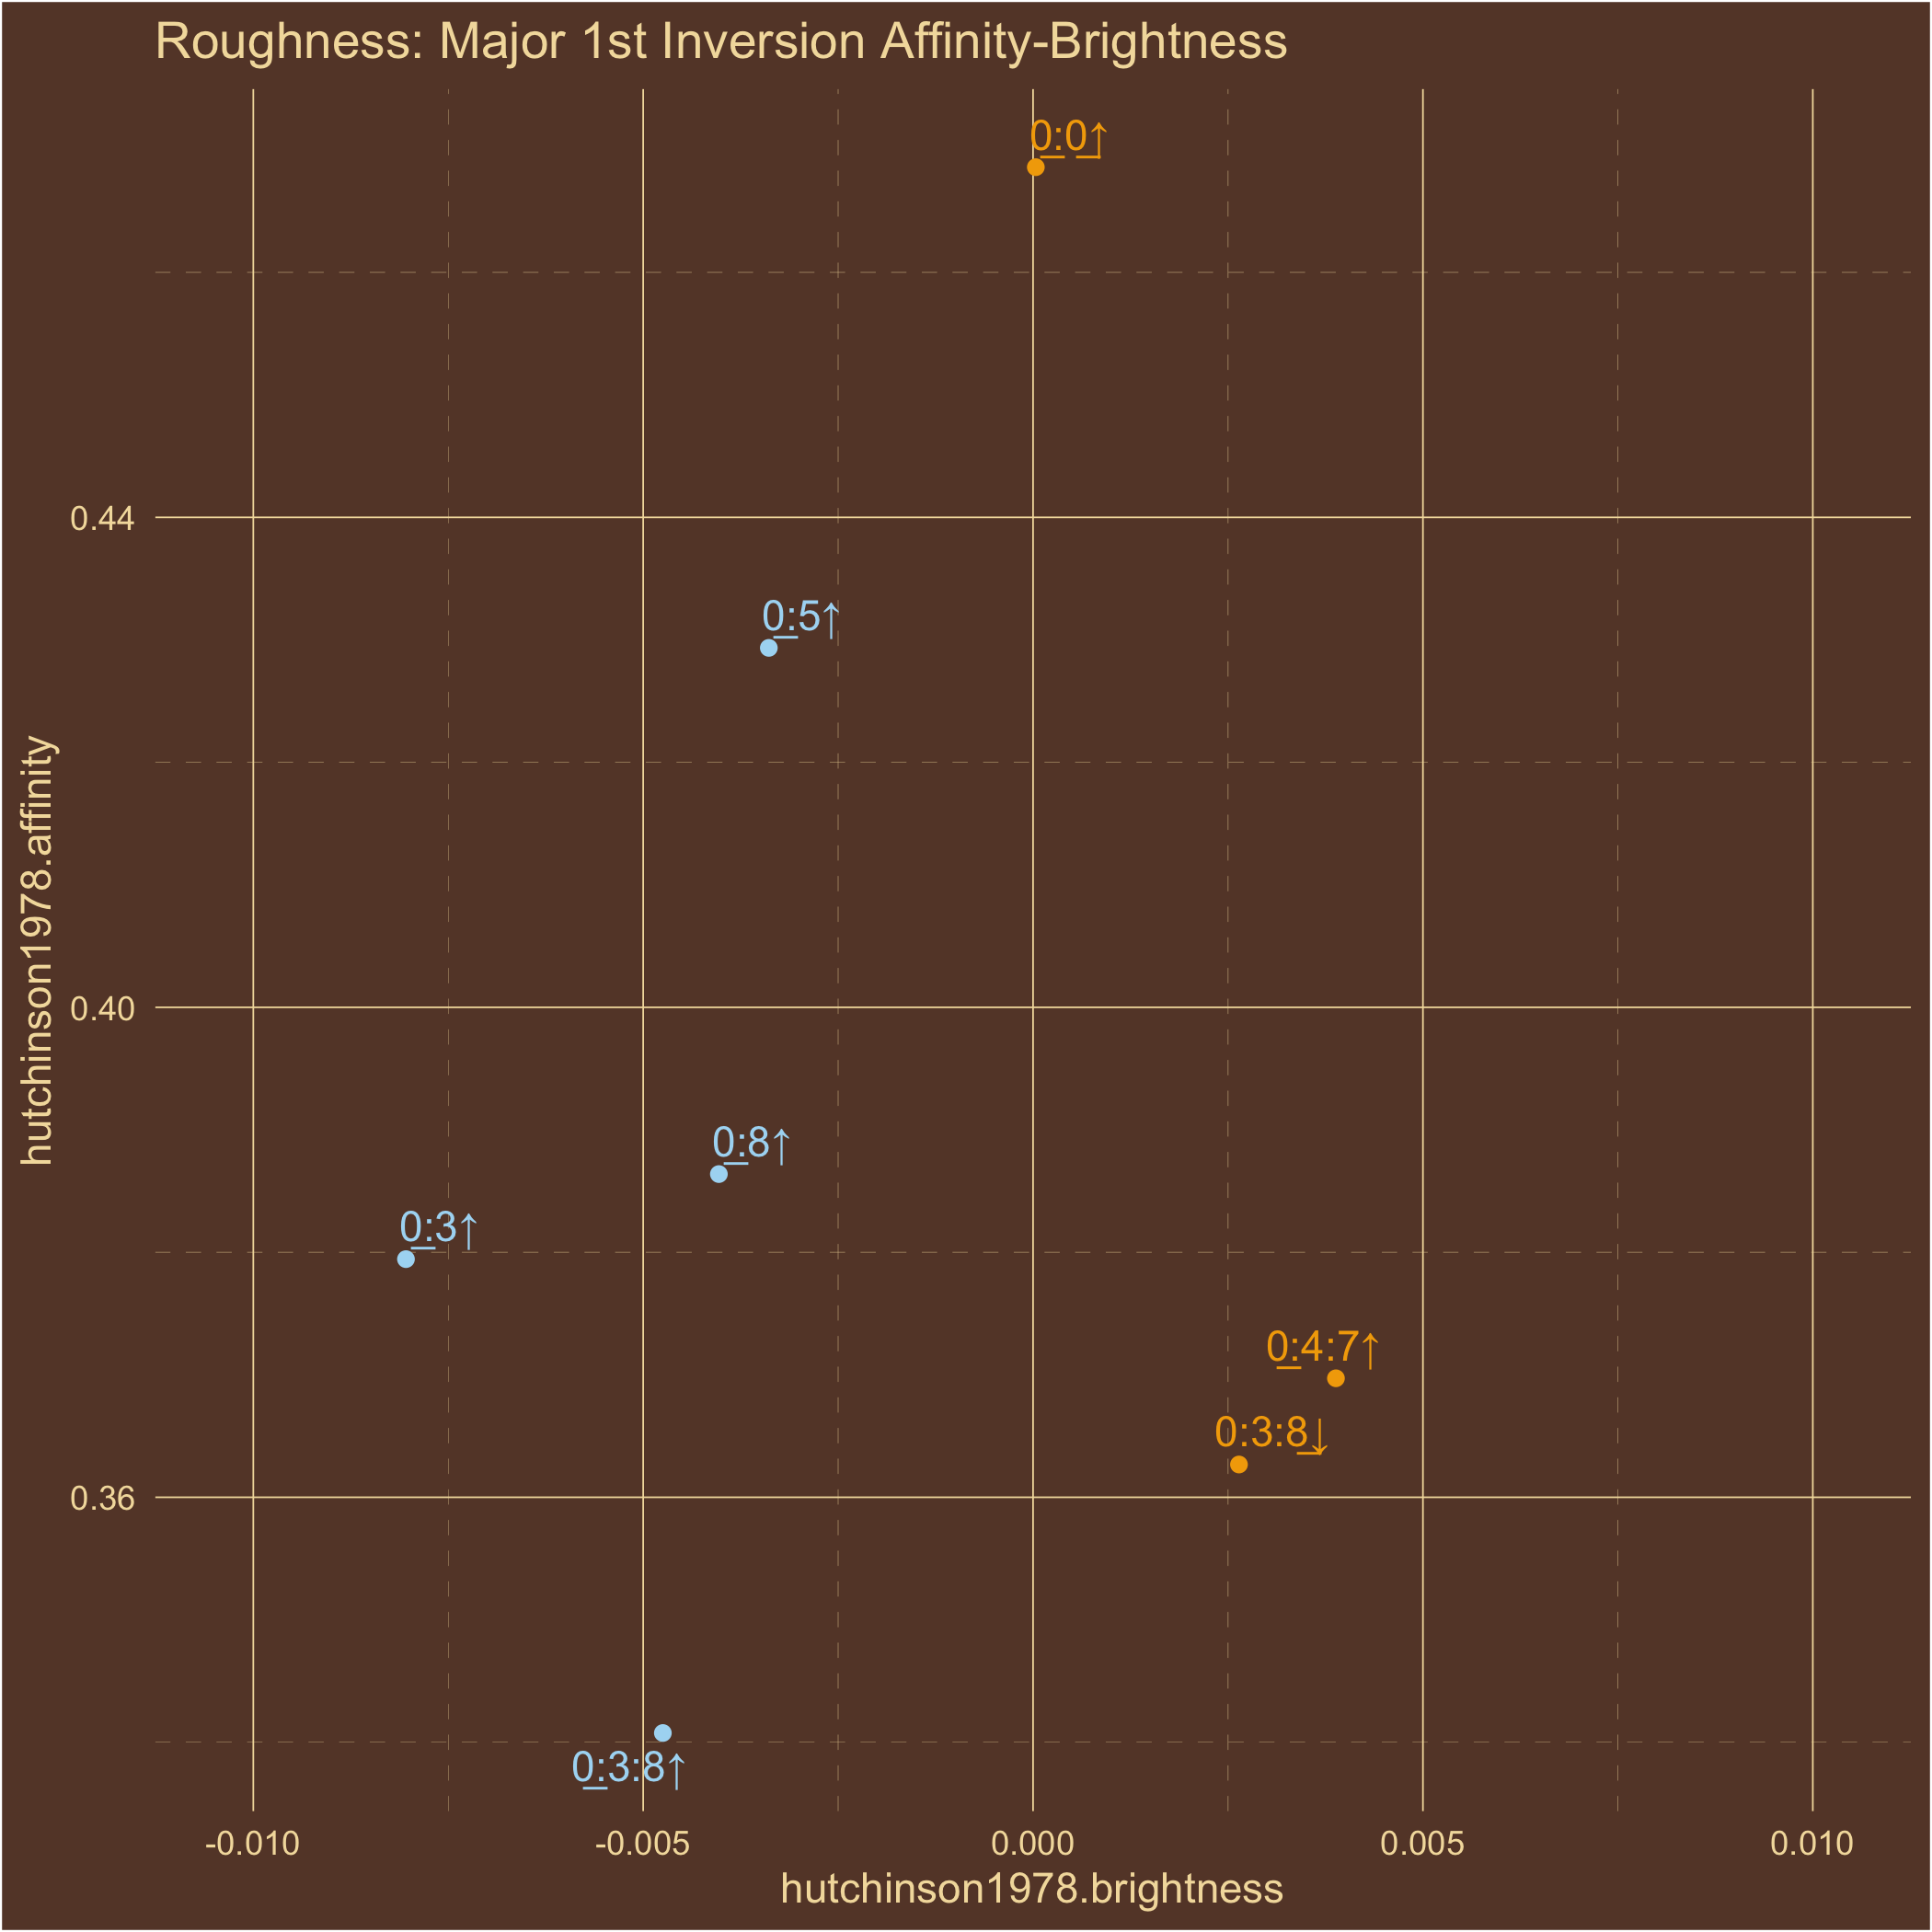 Roughness: Major 1st Inversion Affinity-Brightness
0:0↑
0.44
0:5↑
hutchinson1978.affinity
0.40
0:8↑
0:3↑
0:4:7↑
0:3:8↓
0.36
0:3:8↑
-0.010 -0.005 0.000 0.005 0.010
hutchinson1978.brightness